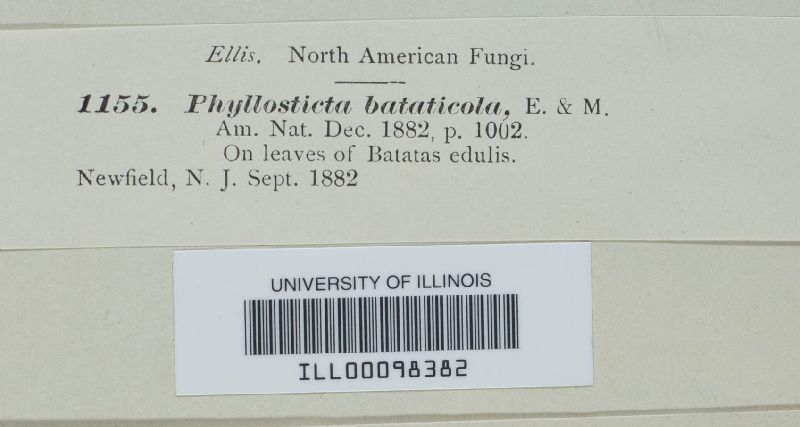 Ellis. North American Fungi.
1155. Phyllosticta bataticola, E. & M.
Am. Nat. Dec. 1882, p. 1002.
On leaves of Batatas edulis.
Newfield, N. J. Sept. 1882
UNIVERSITY OF ILLINOIS
ILL00098382